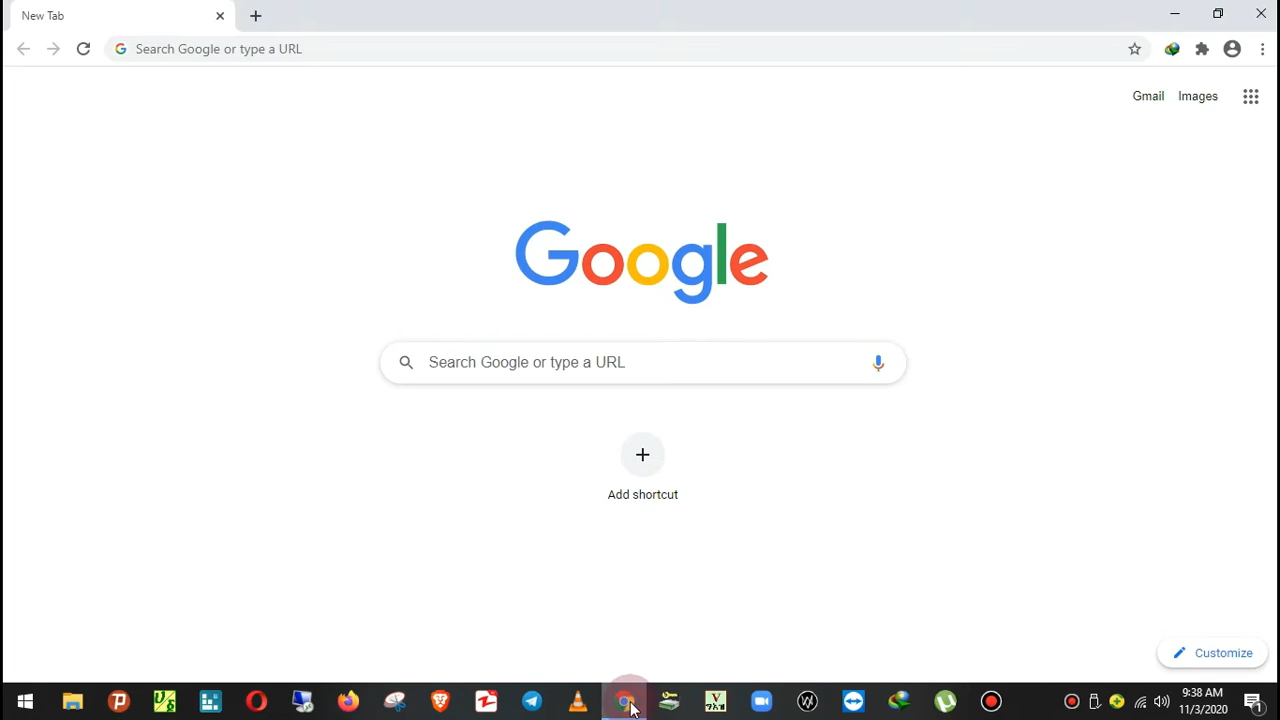 New Tab
Search Google or type a URL
Gmail Images
Google
Search Google or type a URL
Add shortcut
Customize
9:38 AM
11/3/2020
1